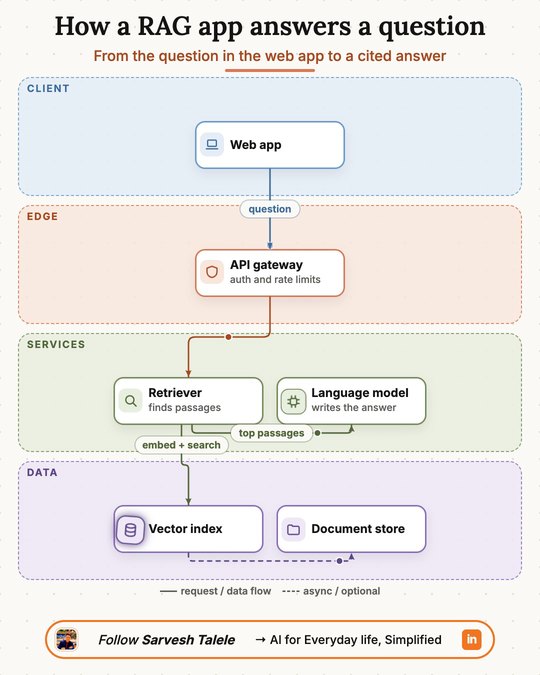 How a RAG app answers a question
From the question in the web app to a cited answer
CLIENT
Web app
question
EDGE
API gateway
auth and rate limits
SERVICES
Retriever
finds passages
Language model
writes the answer
top passages
embed + search
DATA
Vector index
Document store
request / data flow
async / optional
Follow Sarvesh Talele → AI for Everyday life, Simplified
in